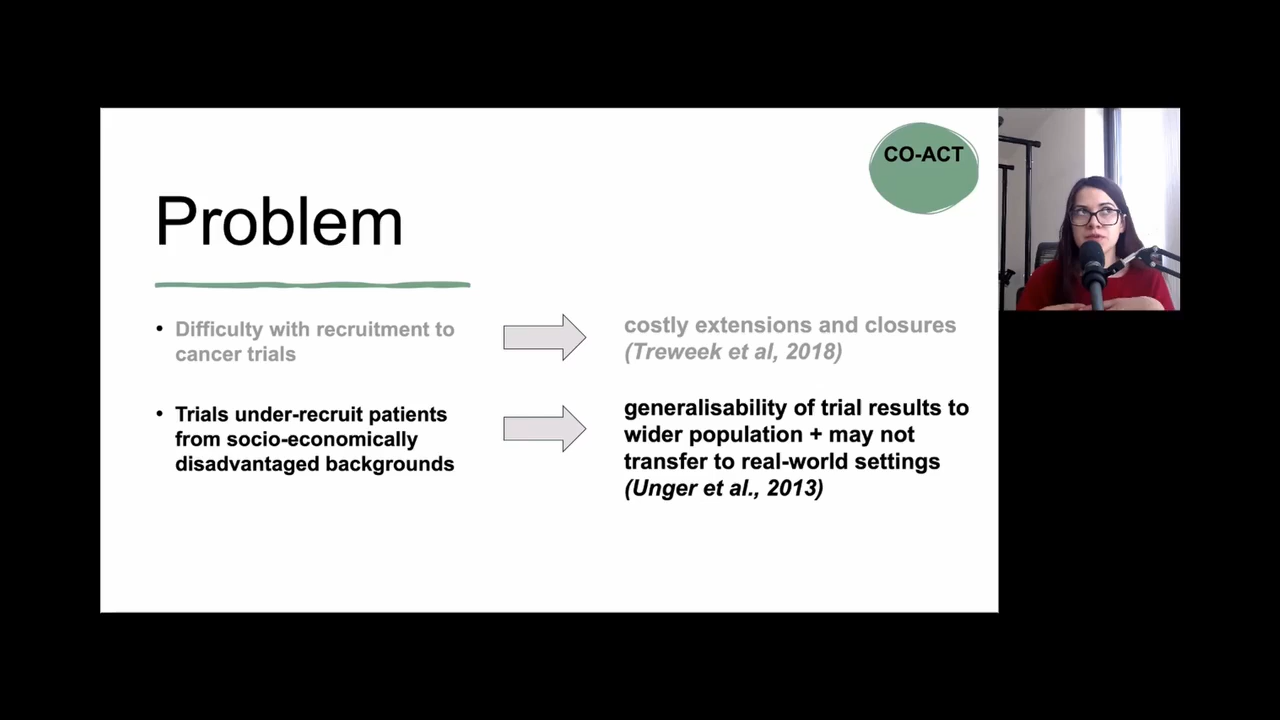 CO-ACT
Problem
• Difficulty with recruitment to
cancer trials
costly extensions and closures
(Treweek et al, 2018)
• Trials under-recruit patients
from socio-economically
disadvantaged backgrounds
generalisability of trial results to
wider population + may not
transfer to real-world settings
(Unger et al., 2013)